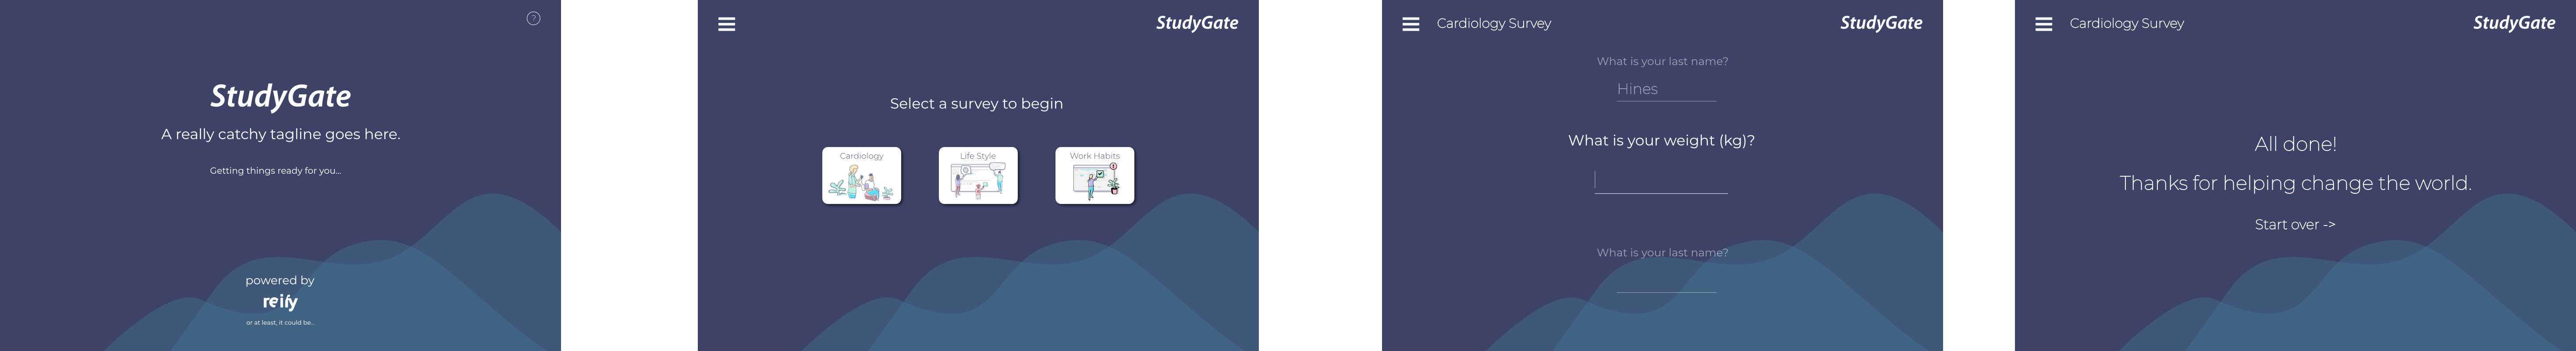 ?
StudyGate
A really catchy tagline goes here.
Getting things ready for you...
powered by
reify
or at least, it could be...
StudyGate
Select a survey to begin
Cardiology
Life Style
Work Habits
Cardiology Survey
StudyGate
What is your last name?
Hines
What is your weight (kg)?
What is your last name?
Cardiology Survey
StudyGate
All done!
Thanks for helping change the world.
Start over ->